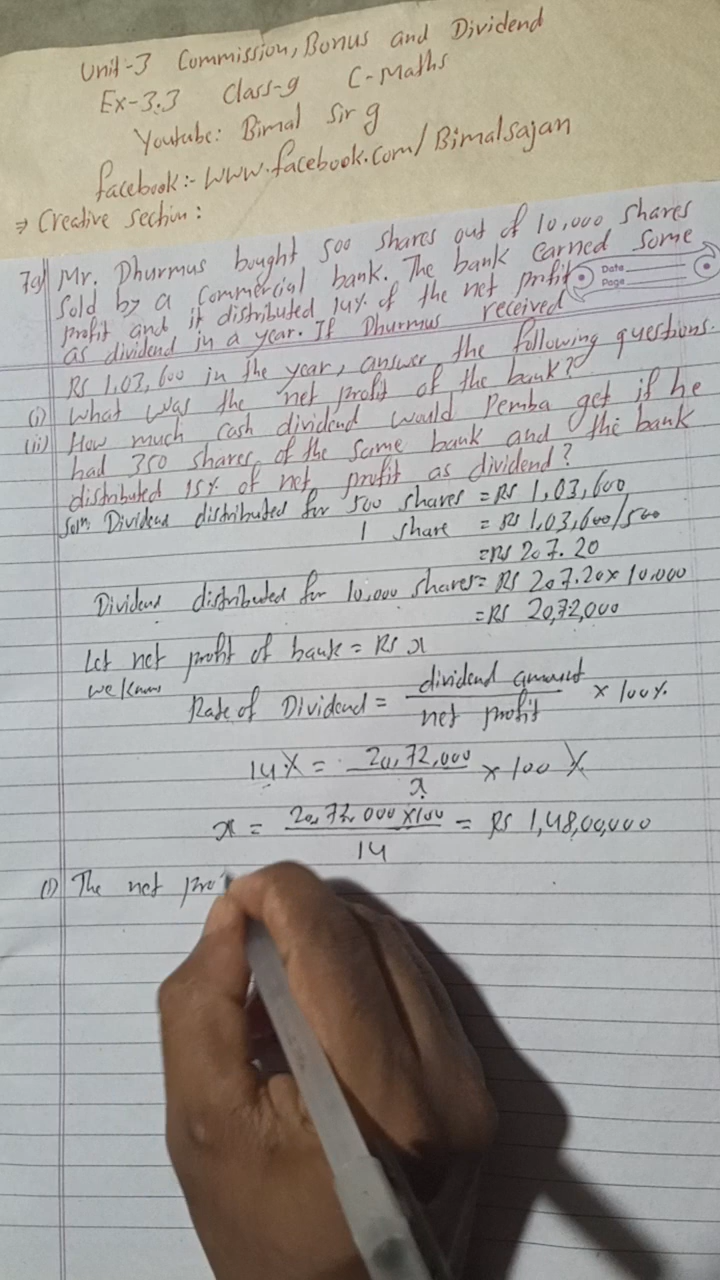 Unit-3 Commission, Bonus and Dividend
Ex-3.3 Class-9 C-Maths
Youtube: Bimal Sir g
facebook:- www.facebook.com/Bimalsajan
⇒ Creative Section:
7a) Mr. Dhurmus bought 500 shares out of 10,000 shares
sold by a commercial bank. The bank earned some
profit and it distributed 14% of the net profit
Date
Page
as dividend in a year. If Dhurmus received
Rs 1,03,600 in the year, answer the following questions.
(i) What was the net profit of the bank?
(ii) How much cash dividend would Pemba get if he
had 350 shares of the same bank and the bank
distributed 15% of net profit as dividend?
Soln: Dividend distributed for 500 shares = Rs 1,03,600
1 share = Rs 1,03,600/500
= Rs 207.20
Dividend distributed for 10,000 shares = Rs 207.20 × 10,000
= Rs 20,72,000
Let net profit of bank = Rs x
we know
Rate of Dividend = dividend amount / net profit × 100%
14% = 20,72,000 / x × 100%
x = 20,72,000 × 100 / 14 = Rs 1,48,00,000
(i) The net pro